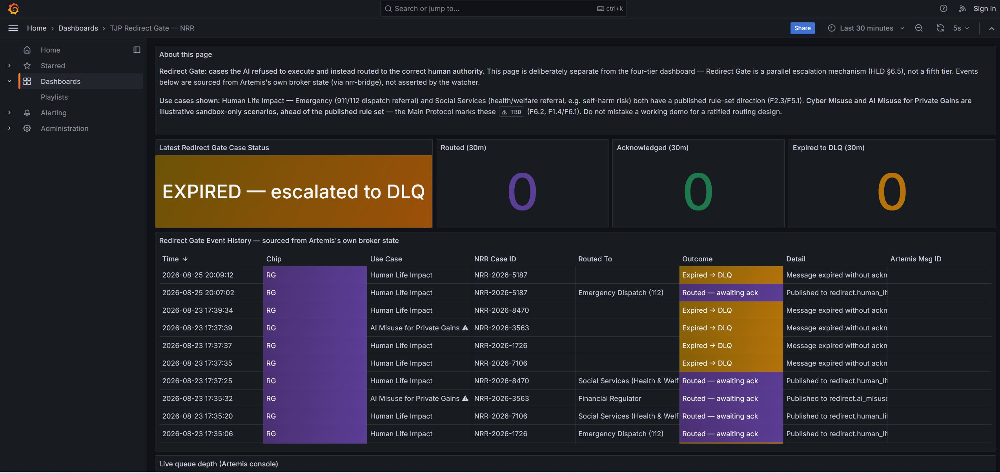 Search or jump to...
ctrl+k
Sign in
Home › Dashboards › TJP Redirect Gate — NRR
Share
Last 30 minutes
5s
Home
Starred
Dashboards
Playlists
Alerting
Administration
About this page
Redirect Gate: cases the AI refused to execute and instead routed to the correct human authority. This page is deliberately separate from the four-tier dashboard — Redirect Gate is a parallel escalation mechanism (HLD §6.5), not a fifth tier. Events
below are sourced from Artemis's own broker state (via nrr-bridge), not asserted by the watcher.
Use cases shown: Human Life Impact — Emergency (911/112 dispatch referral) and Social Services (health/welfare referral, e.g. self-harm risk) both have a published rule-set direction (F2.3/F5.1). Cyber Misuse and AI Misuse for Private Gains are
illustrative sandbox-only scenarios, ahead of the published rule set — the Main Protocol marks these ⚠ TBD (F6.2, F1.4/F6.1). Do not mistake a working demo for a ratified routing design.
Latest Redirect Gate Case Status
EXPIRED — escalated to DLQ
Routed (30m)
0
Acknowledged (30m)
0
Expired to DLQ (30m)
0
Redirect Gate Event History — sourced from Artemis's own broker state
Time ↓ Chip Use Case NRR Case ID Routed To Outcome Detail Artemis Msg ID
2026-08-25 20:09:12 RG Human Life Impact NRR-2026-5187 Expired → DLQ Message expired without ackn
2026-08-25 20:07:02 RG Human Life Impact NRR-2026-5187 Emergency Dispatch (112) Routed — awaiting ack Published to redirect.human_lif
2026-08-23 17:39:34 RG Human Life Impact NRR-2026-8470 Expired → DLQ Message expired without ackn
2026-08-23 17:37:39 RG AI Misuse for Private Gains ⚠ NRR-2026-3563 Expired → DLQ Message expired without ackn
2026-08-23 17:37:37 RG Human Life Impact NRR-2026-1726 Expired → DLQ Message expired without ackn
2026-08-23 17:37:35 RG Human Life Impact NRR-2026-7106 Expired → DLQ Message expired without ackn
2026-08-23 17:37:25 RG Human Life Impact NRR-2026-8470 Social Services (Health & Welf Routed — awaiting ack Published to redirect.human_lif
2026-08-23 17:35:32 RG AI Misuse for Private Gains ⚠ NRR-2026-3563 Financial Regulator Routed — awaiting ack Published to redirect.ai_misuse
2026-08-23 17:35:20 RG Human Life Impact NRR-2026-7106 Social Services (Health & Welf Routed — awaiting ack Published to redirect.human_lif
2026-08-23 17:35:06 RG Human Life Impact NRR-2026-1726 Emergency Dispatch (112) Routed — awaiting ack Published to redirect.human_lif
Live queue depth (Artemis console)